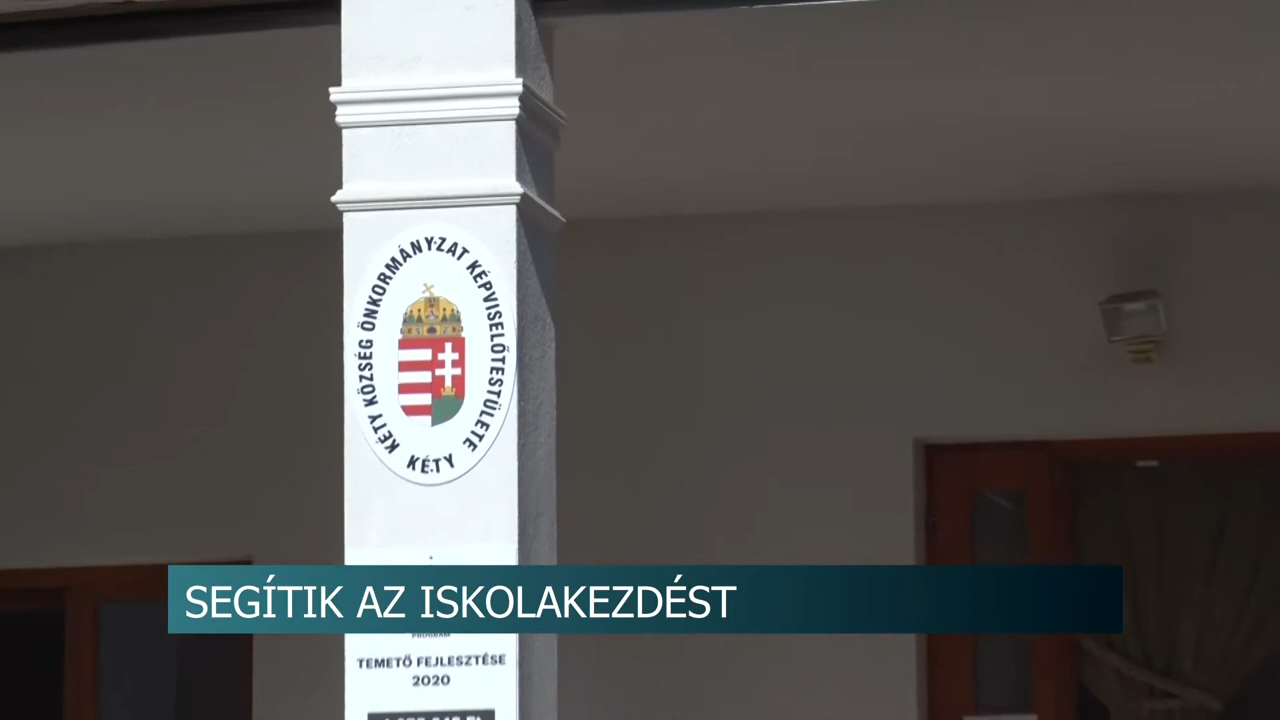 KÉTY KÖZSÉG ÖNKORMÁNYZAT KÉPVISELŐTESTÜLETE
KÉTY
SEGÍTIK AZ ISKOLAKEZDÉST
PROGRAM
TEMETŐ FEJLESZTÉSE
2020